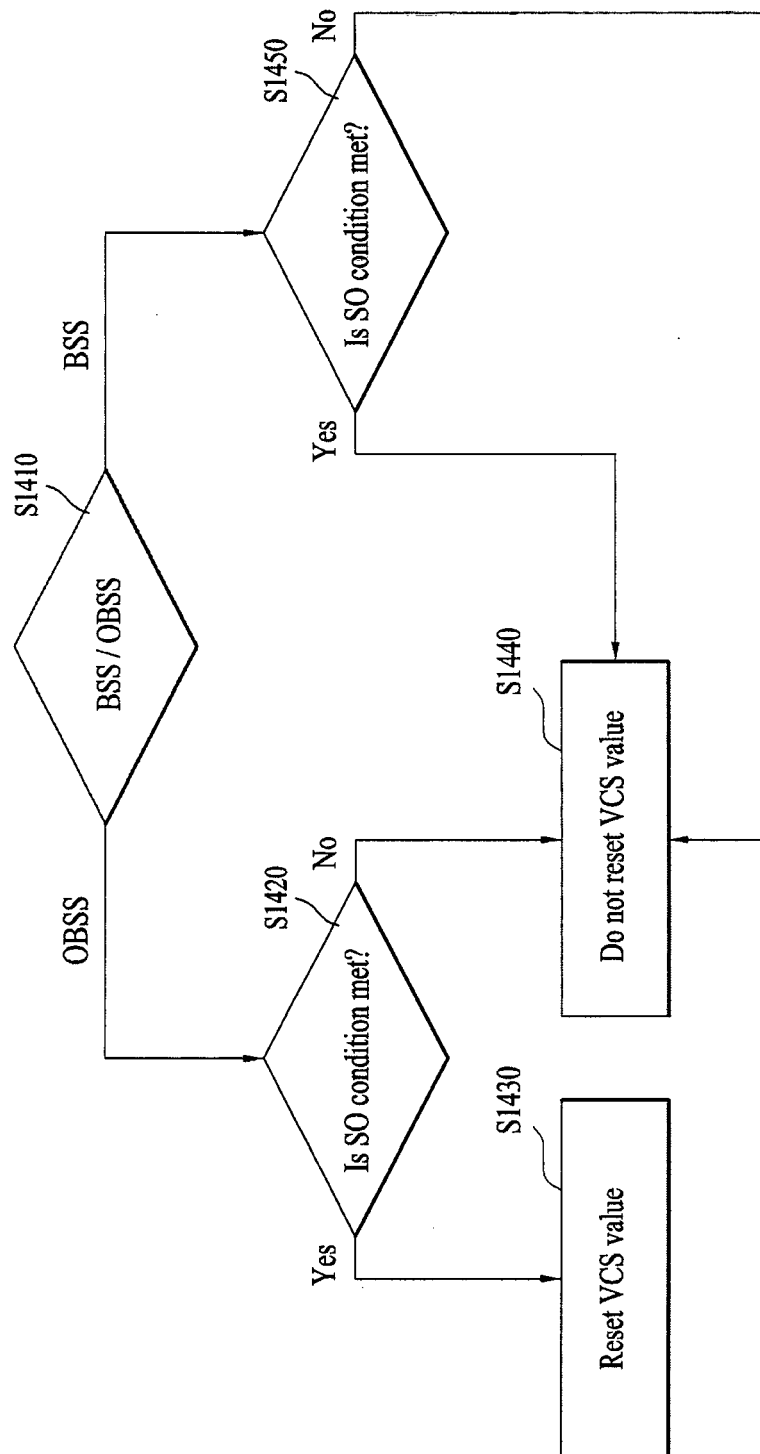 S1410
BSS / OBSS
OBSS
BSS
S1420
Is SO condition met?
Yes
No
S1450
Is SO condition met?
Yes
No
S1430
Reset VCS value
S1440
Do not reset VCS value